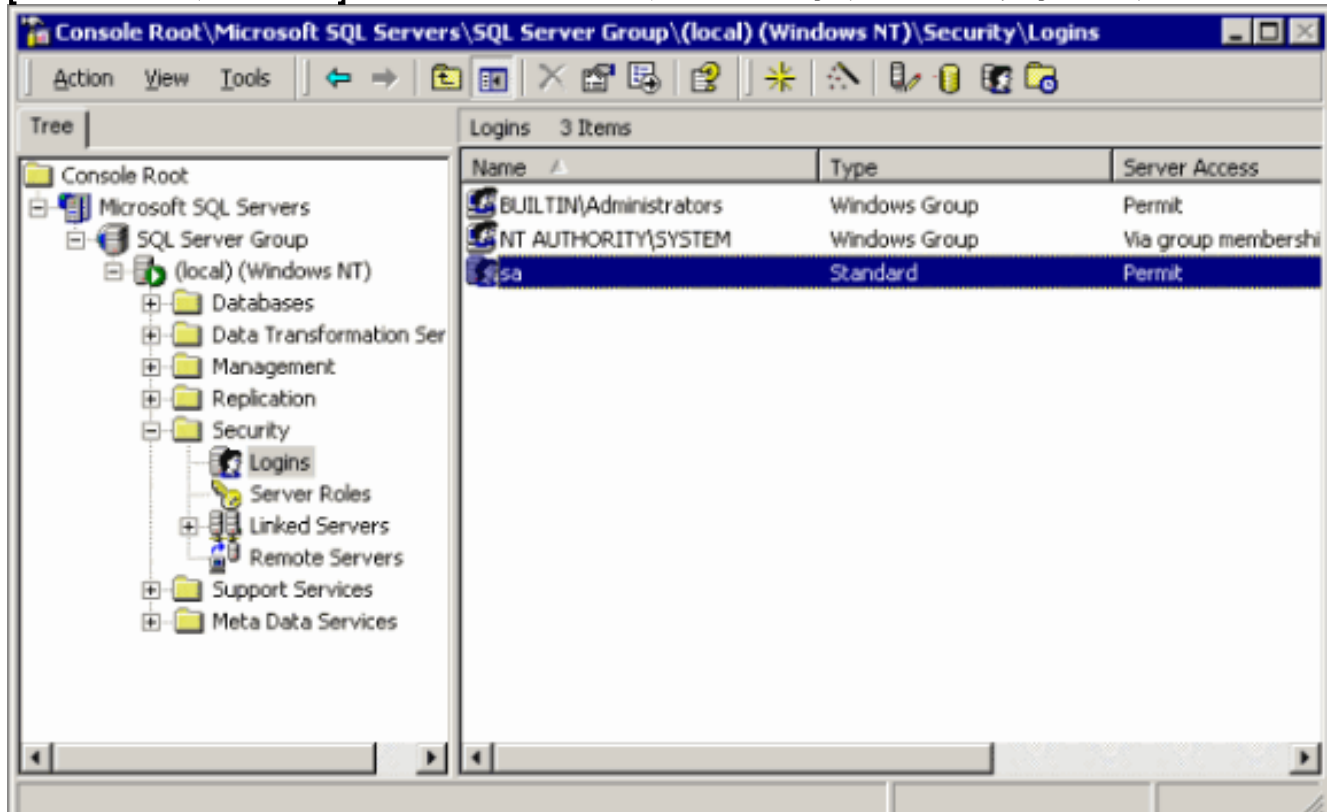 Console Root\Microsoft SQL Servers\SQL Server Group\(local) (Windows NT)\Security\Logins
Action View Tools
Tree
Logins 3 Items
Console Root
Microsoft SQL Servers
SQL Server Group
(local) (Windows NT)
Databases
Data Transformation Ser
Management
Replication
Security
Logins
Server Roles
Linked Servers
Remote Servers
Support Services
Meta Data Services
Name Type Server Access
BUILTIN\Administrators Windows Group Permit
NT AUTHORITY\SYSTEM Windows Group Via group membershi
sa Standard Permit